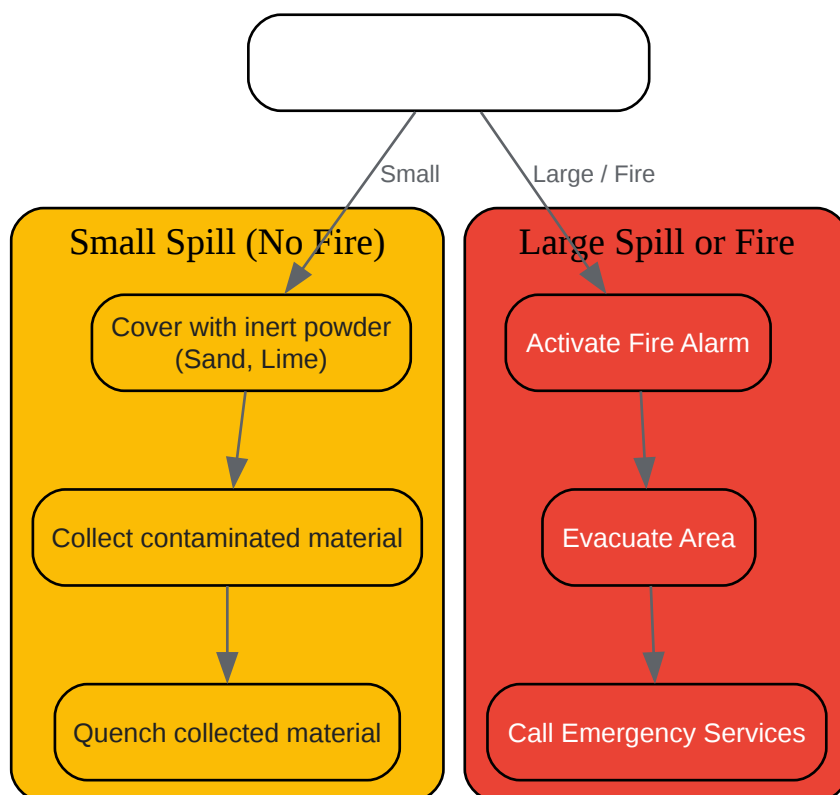 Small
Large / Fire
Small Spill (No Fire)
Large Spill or Fire
Cover with inert powder
(Sand, Lime)
Activate Fire Alarm
Collect contaminated material
Evacuate Area
Quench collected material
Call Emergency Services